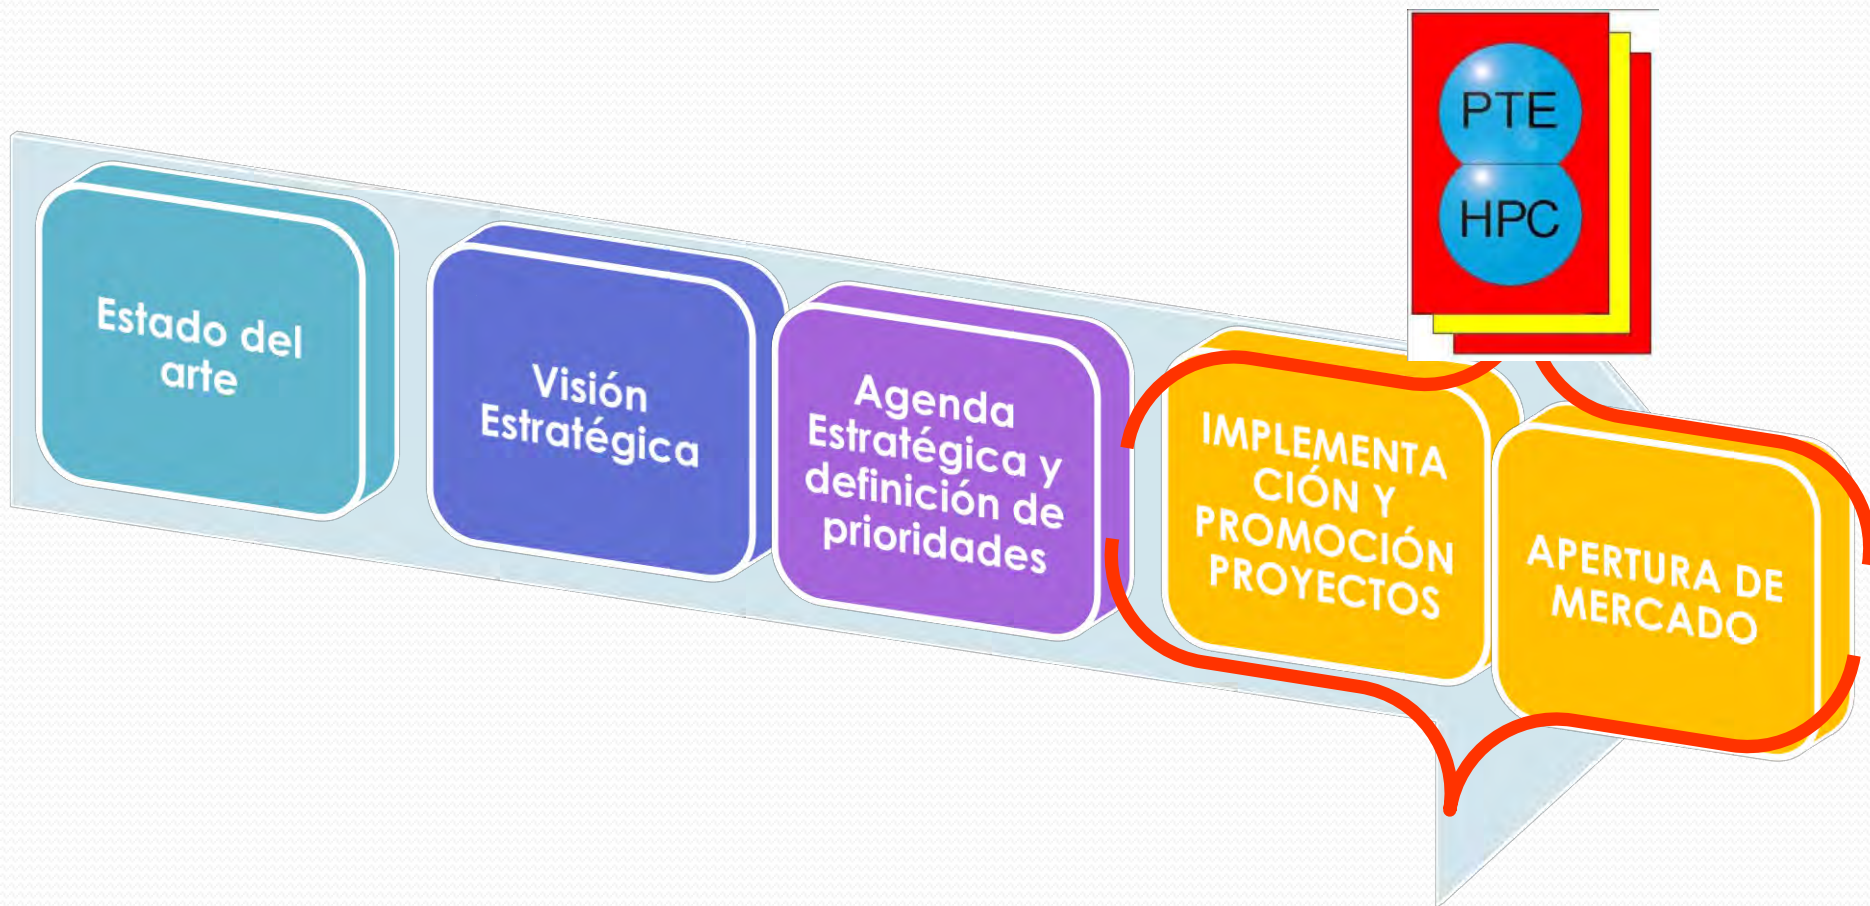 PTE
HPC
Estado del
arte
Visión
Estratégica
Agenda
Estratégica y
definición de
prioridades
IMPLEMENTA
CIÓN Y
PROMOCIÓN
PROYECTOS
APERTURA DE
MERCADO